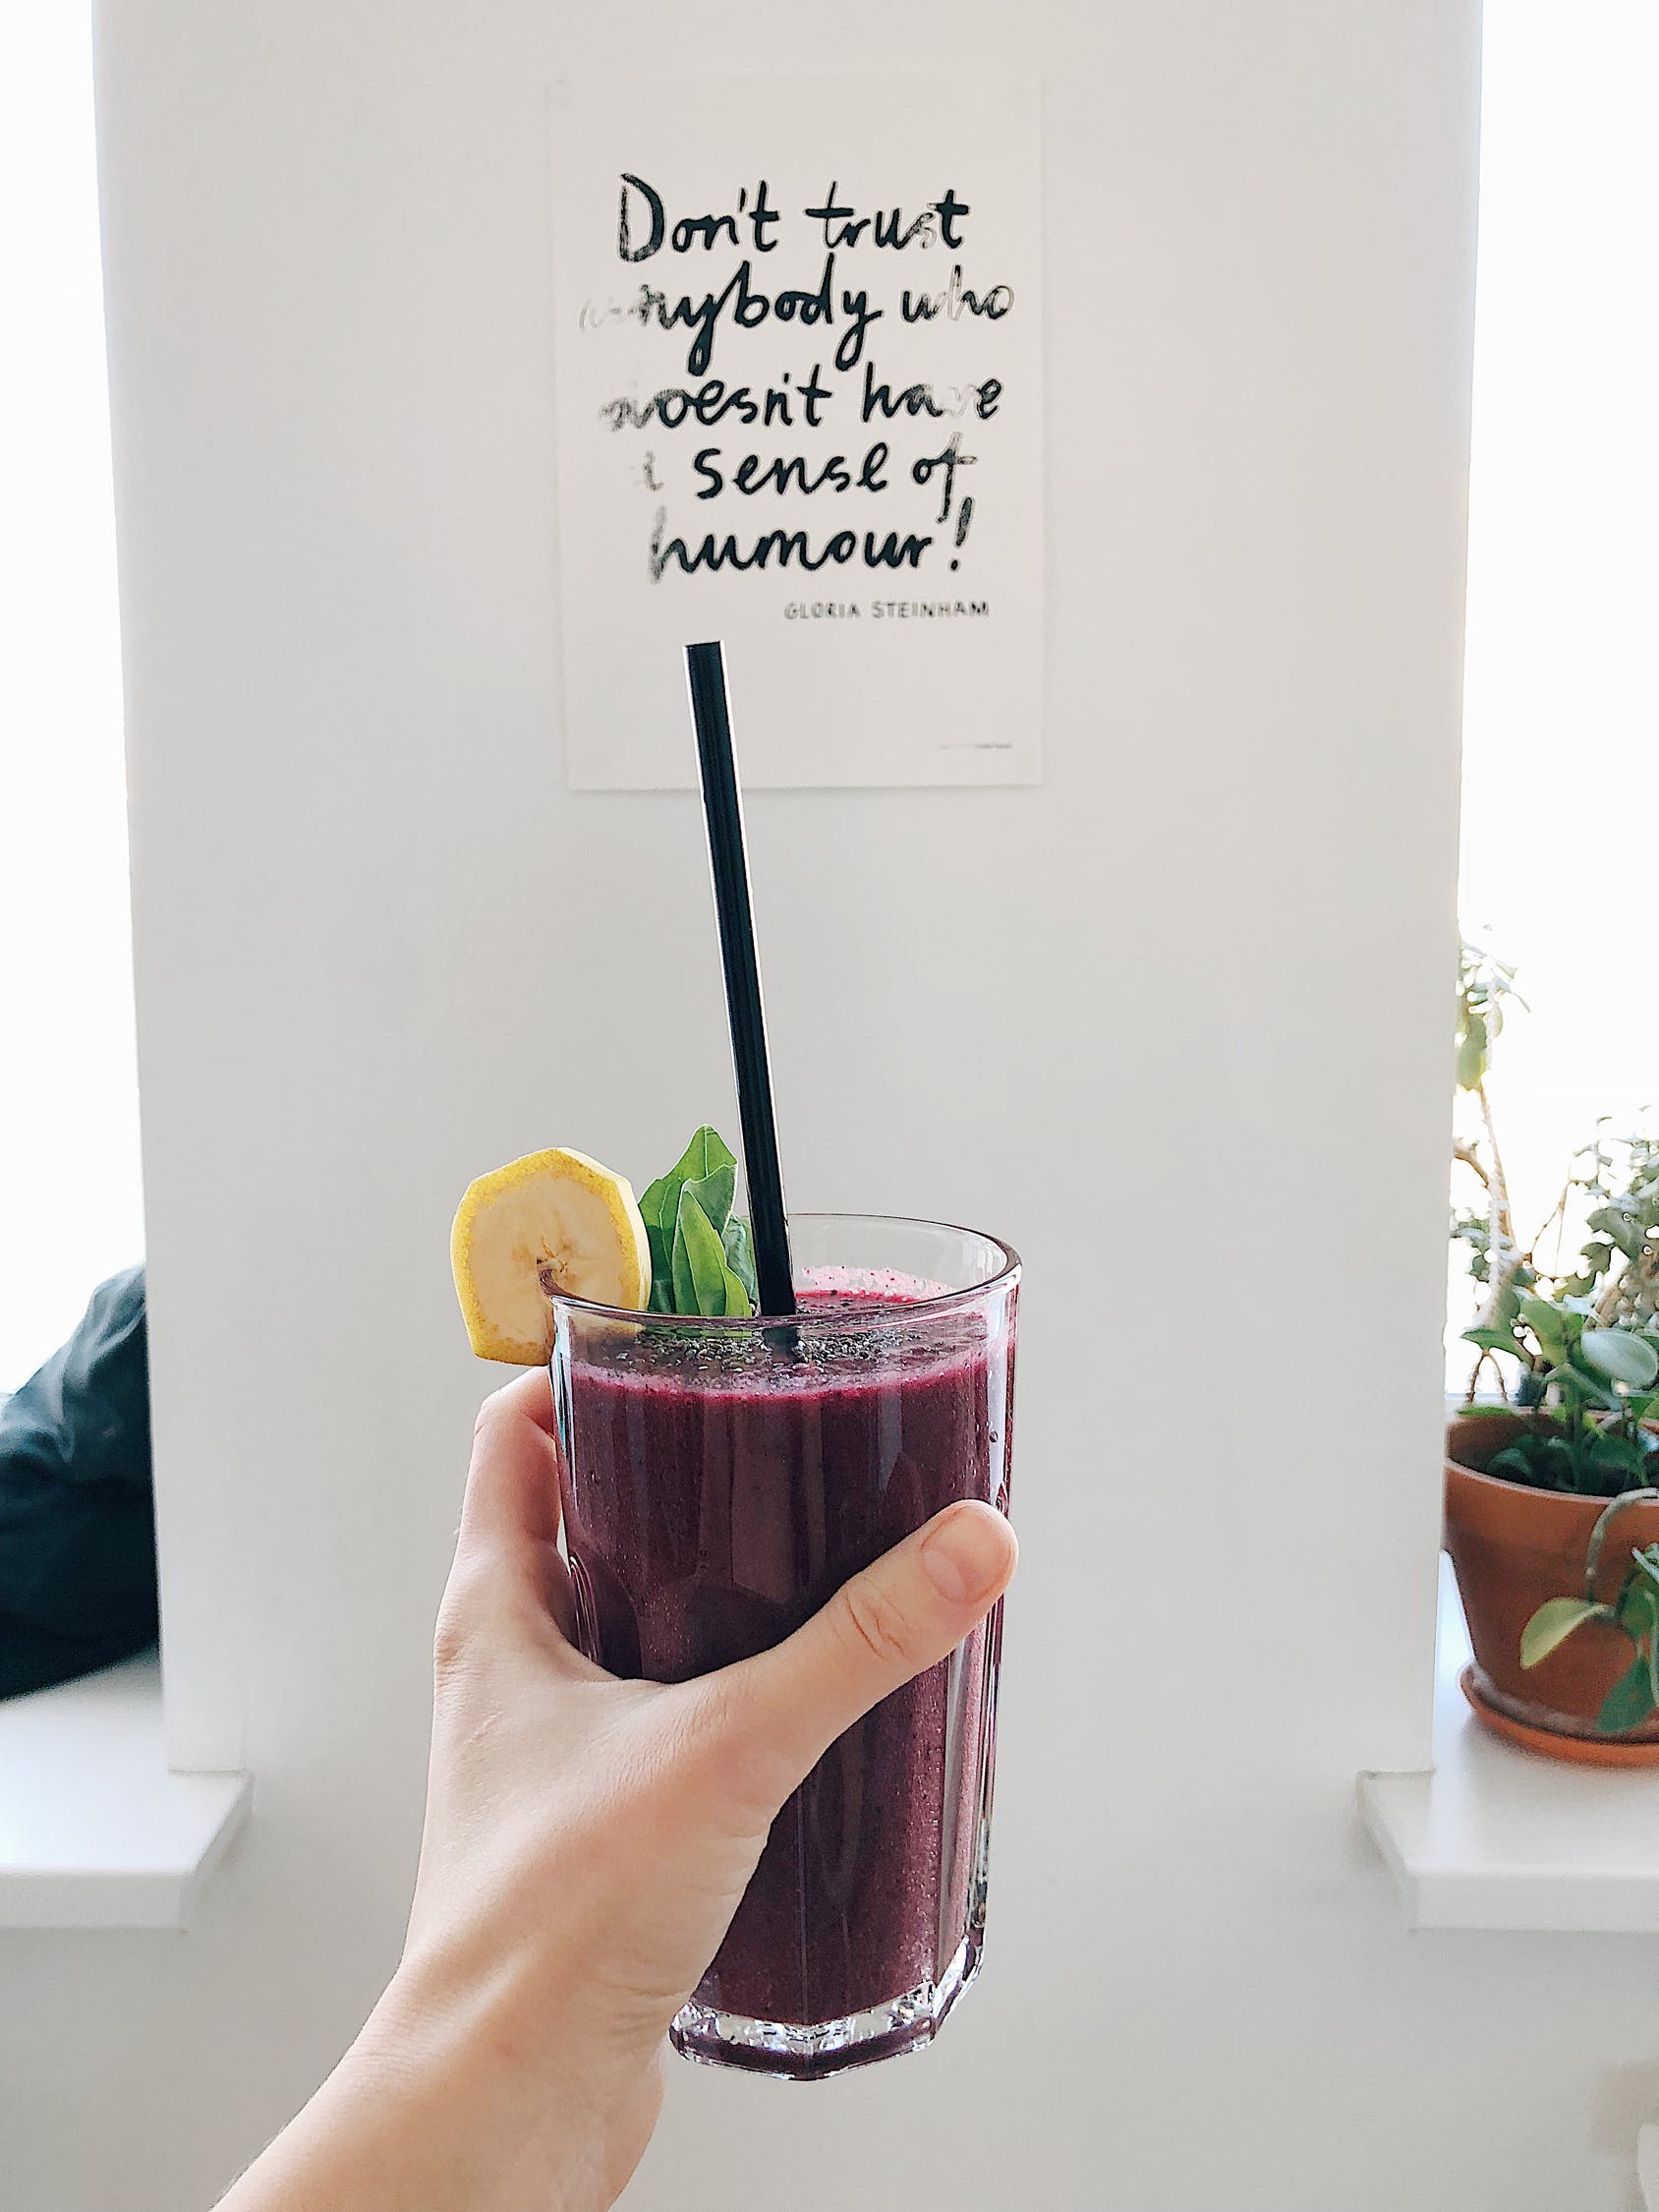 Don't trust
anybody who
doesn't have
a sense of
humour!
GLORIA STEINHAM